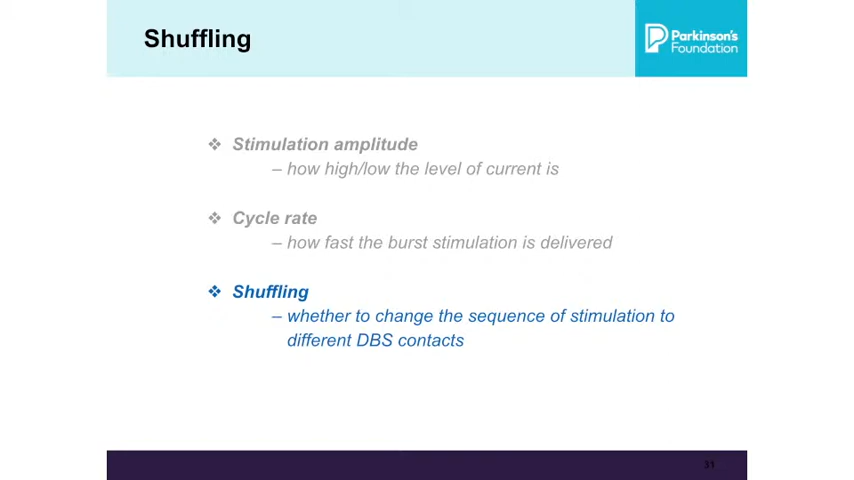 Shuffling
Parkinson's
Foundation
❖ Stimulation amplitude
– how high/low the level of current is
❖ Cycle rate
– how fast the burst stimulation is delivered
❖ Shuffling
– whether to change the sequence of stimulation to
different DBS contacts
31